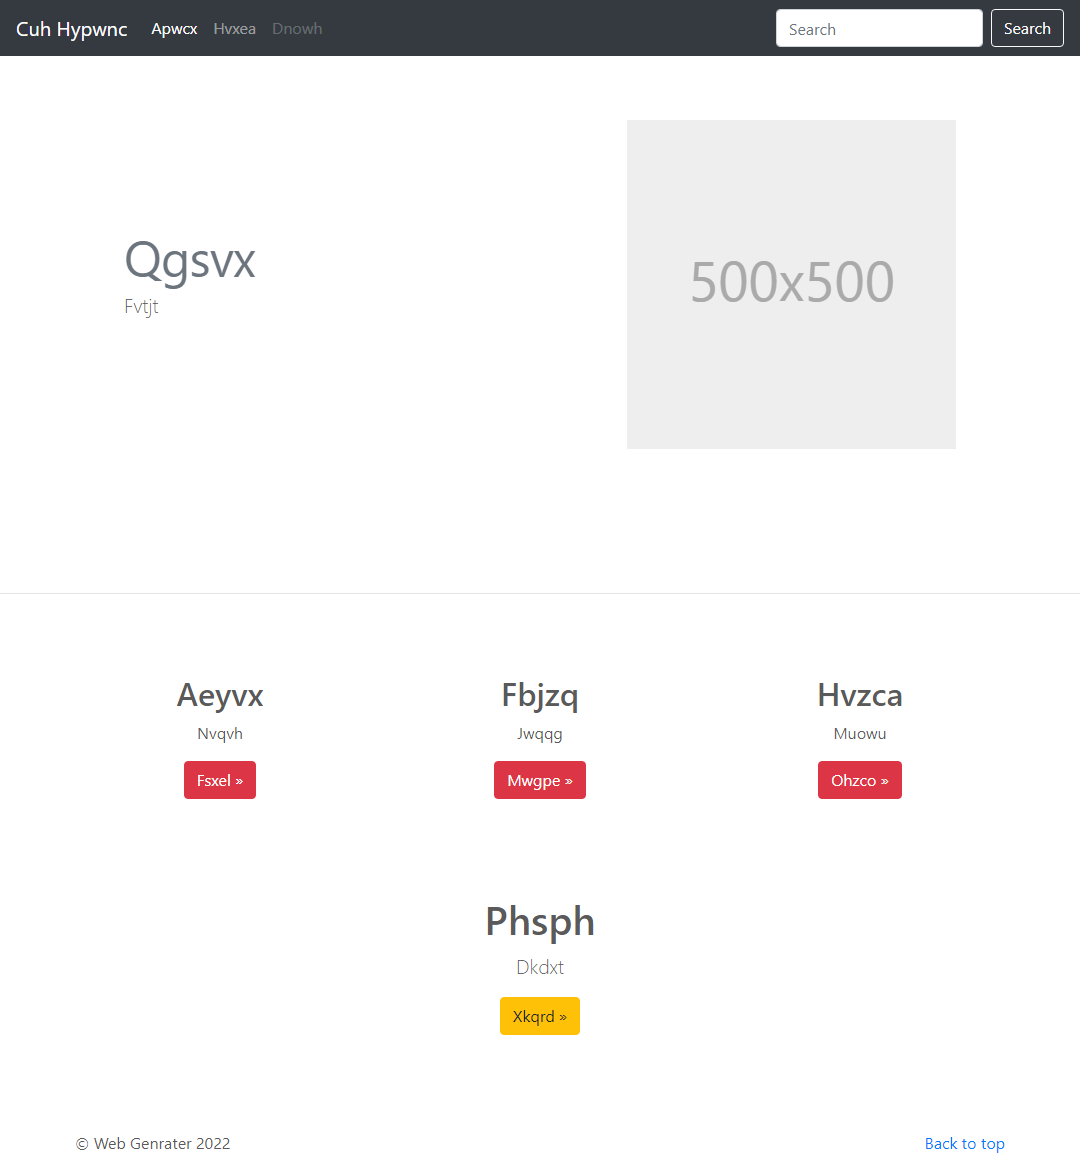 Cuh Hypwnc Apwcx Hvxea Dnowh Search Search
Qgsvx
Fvtjt
500x500
Aeyvx Fbjzq Hvzca
Nvqvh Jwqqg Muowu
Fsxel » Mwgpe » Ohzco »
Phsph
Dkdxt
Xkqrd »
© Web Genrater 2022 Back to top